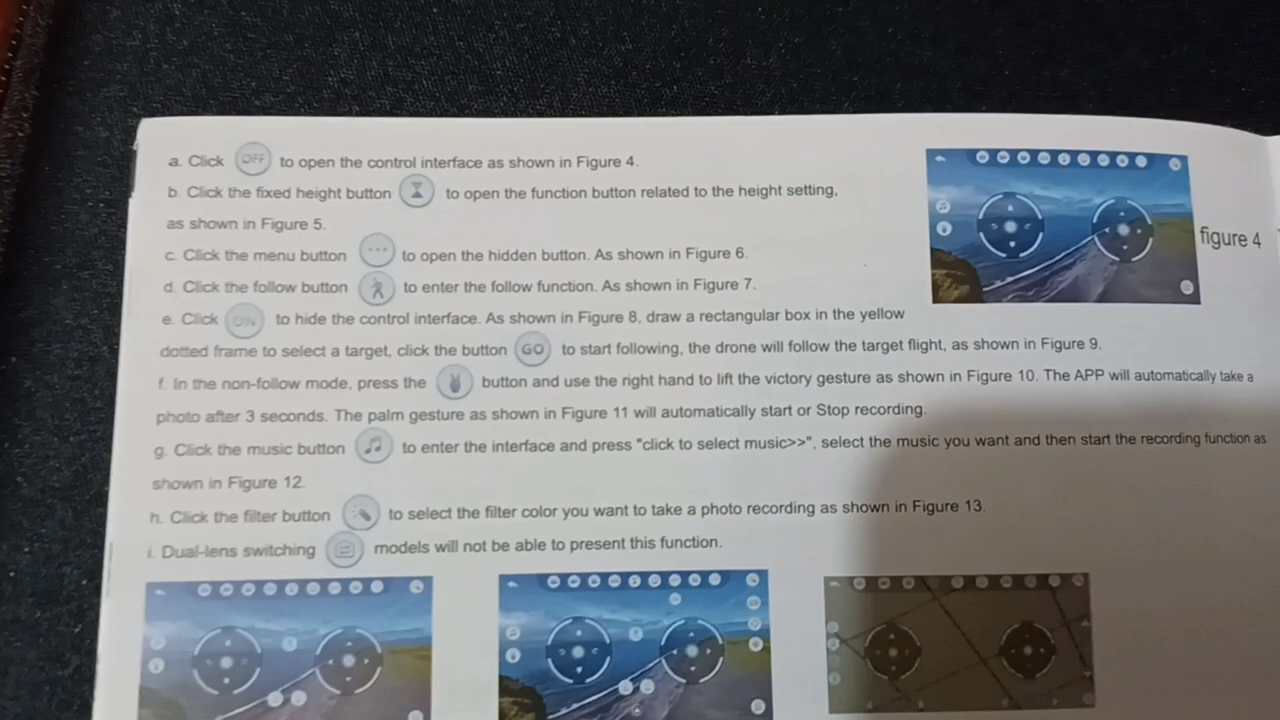 a. Click OFF to open the control interface as shown in Figure 4.
b. Click the fixed height button to open the function button related to the height setting,
as shown in Figure 5.
c. Click the menu button to open the hidden button. As shown in Figure 6.
d. Click the follow button to enter the follow function. As shown in Figure 7.
e. Click ON to hide the control interface. As shown in Figure 8, draw a rectangular box in the yellow
dotted frame to select a target, click the button GO to start following, the drone will follow the target flight, as shown in Figure 9.
f. In the non-follow mode, press the button and use the right hand to lift the victory gesture as shown in Figure 10. The APP will automatically take a
photo after 3 seconds. The palm gesture as shown in Figure 11 will automatically start or Stop recording.
g. Click the music button to enter the interface and press "click to select music>>", select the music you want and then start the recording function as
shown in Figure 12.
h. Click the filter button to select the filter color you want to take a photo recording as shown in Figure 13.
i. Dual-lens switching models will not be able to present this function.
figure 4